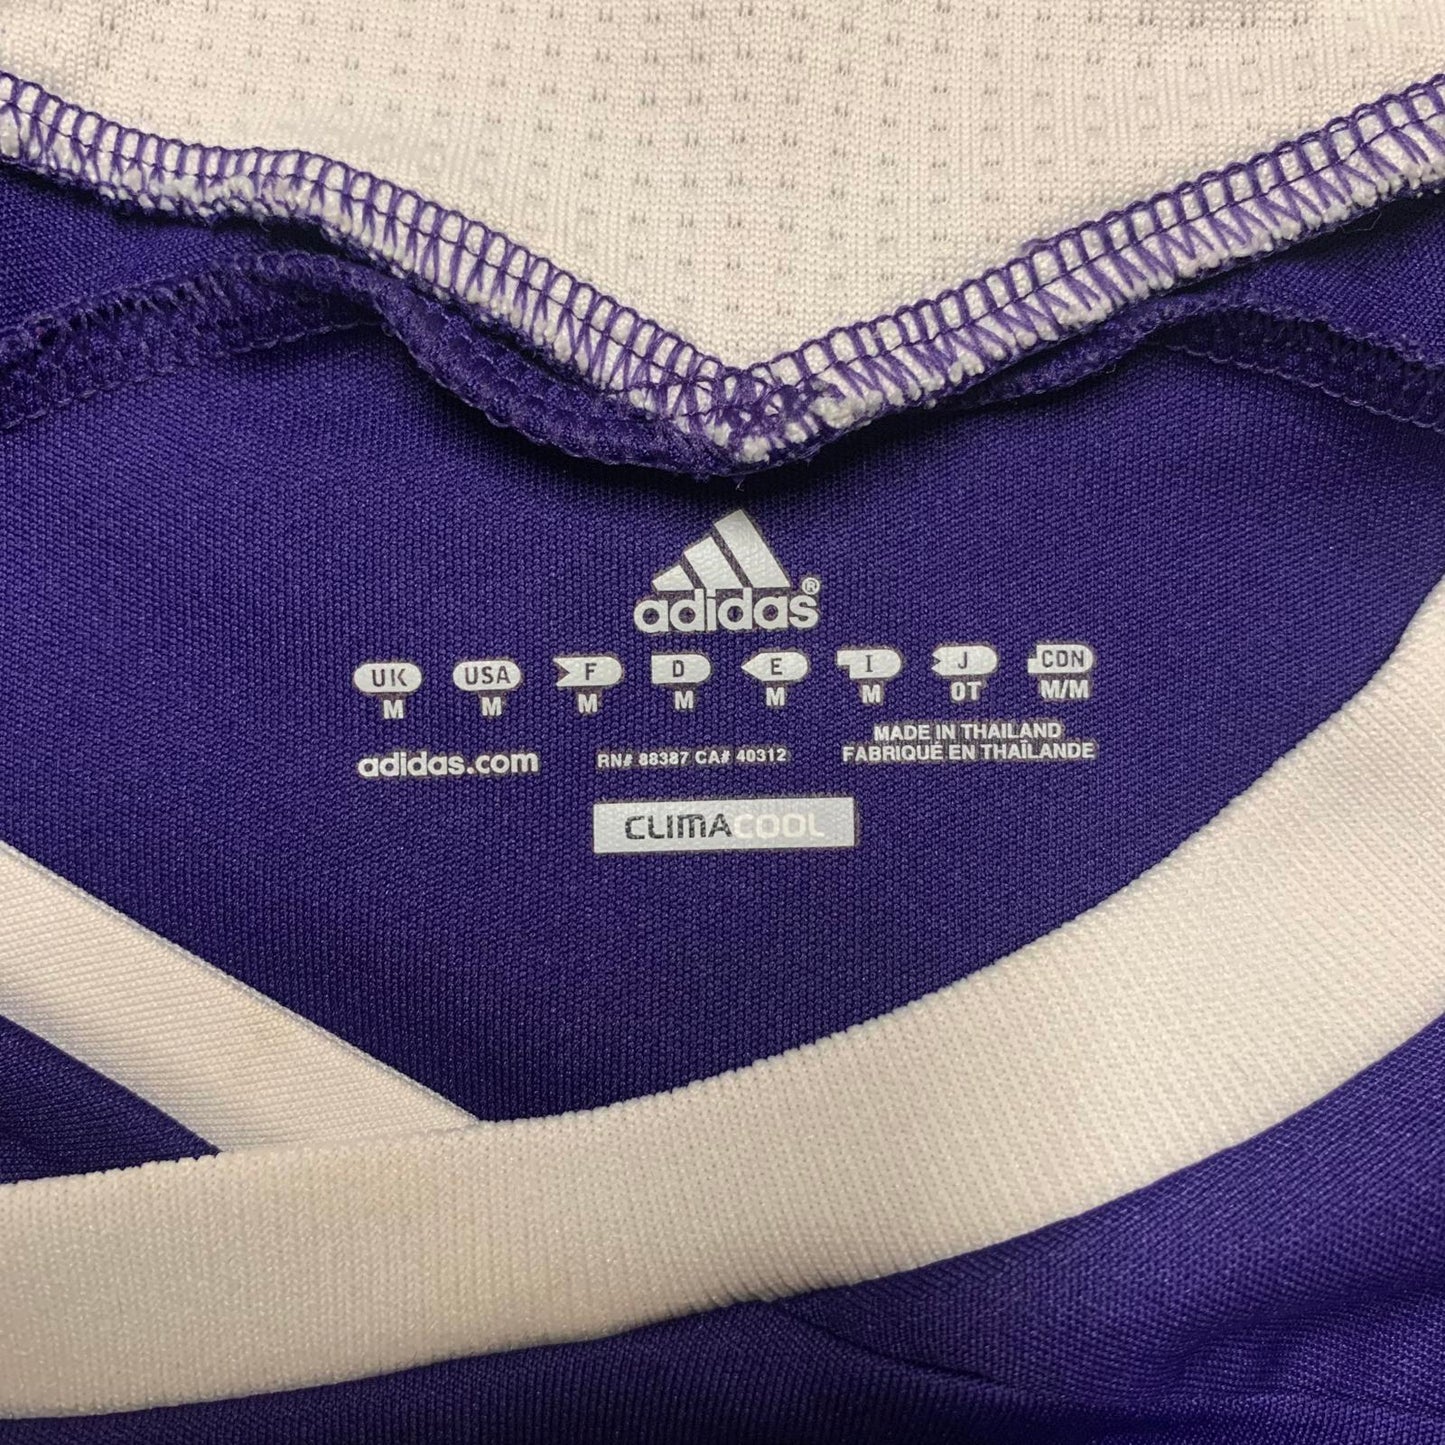 adidas®
UK USA F D E I J CDN
M M M M M M OT M/M
adidas.com RN# 88387 CA# 40312 MADE IN THAILAND
FABRIQUÉ EN THAÏLANDE
CLIMACOOL